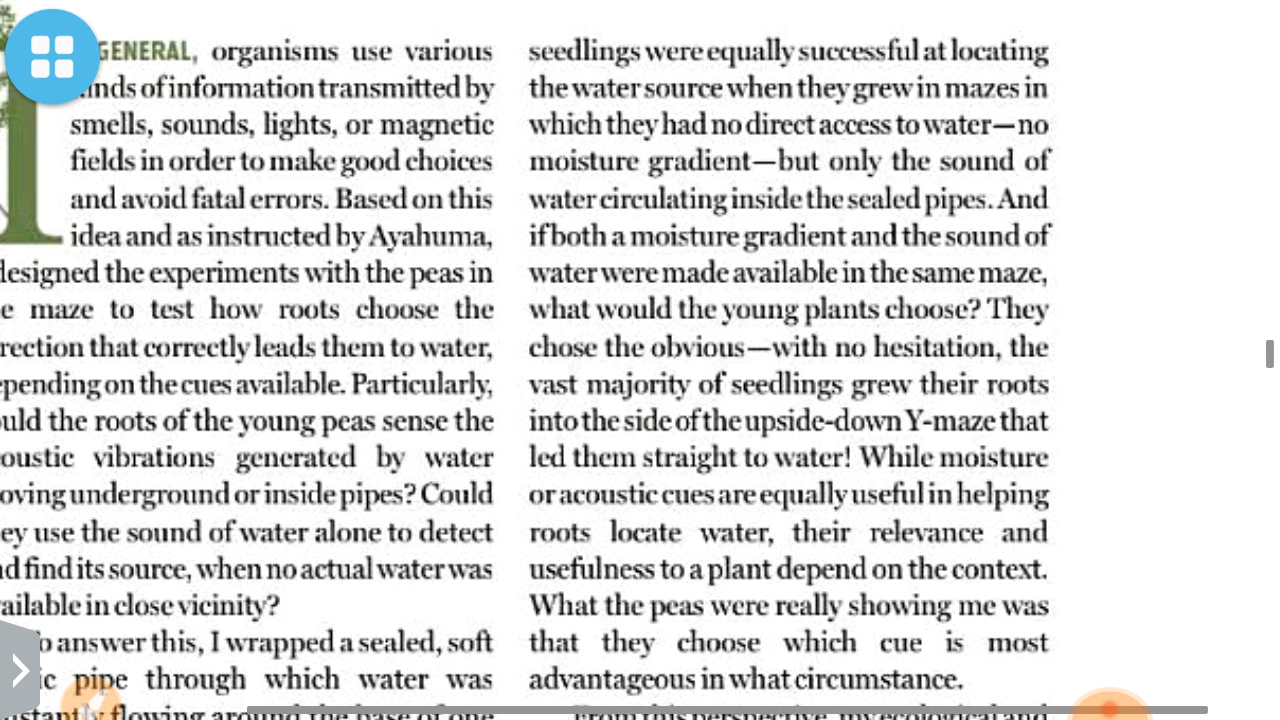 GENERAL, organisms use various
of information transmitted by
smells, sounds, lights, or magnetic
fields in order to make good choices
and avoid fatal errors. Based on this
idea and as instructed by Ayahuma,
designed the experiments with the peas in
maze to test how roots choose the
that correctly leads them to water,
on the cues available. Particularly,
the roots of the young peas sense the
vibrations generated by water
underground or inside pipes? Could
use the sound of water alone to detect
find its source, when no actual water was
in close vicinity?
answer this, I wrapped a sealed, soft
pipe through which water was
flowing around the base of one
seedlings were equally successful at locating
the water source when they grew in mazes in
which they had no direct access to water—no
moisture gradient—but only the sound of
water circulating inside the sealed pipes. And
if both a moisture gradient and the sound of
water were made available in the same maze,
what would the young plants choose? They
chose the obvious—with no hesitation, the
vast majority of seedlings grew their roots
into the side of the upside-down Y-maze that
led them straight to water! While moisture
or acoustic cues are equally useful in helping
roots locate water, their relevance and
usefulness to a plant depend on the context.
What the peas were really showing me was
that they choose which cue is most
advantageous in what circumstance.
From this perspective, my ecological and